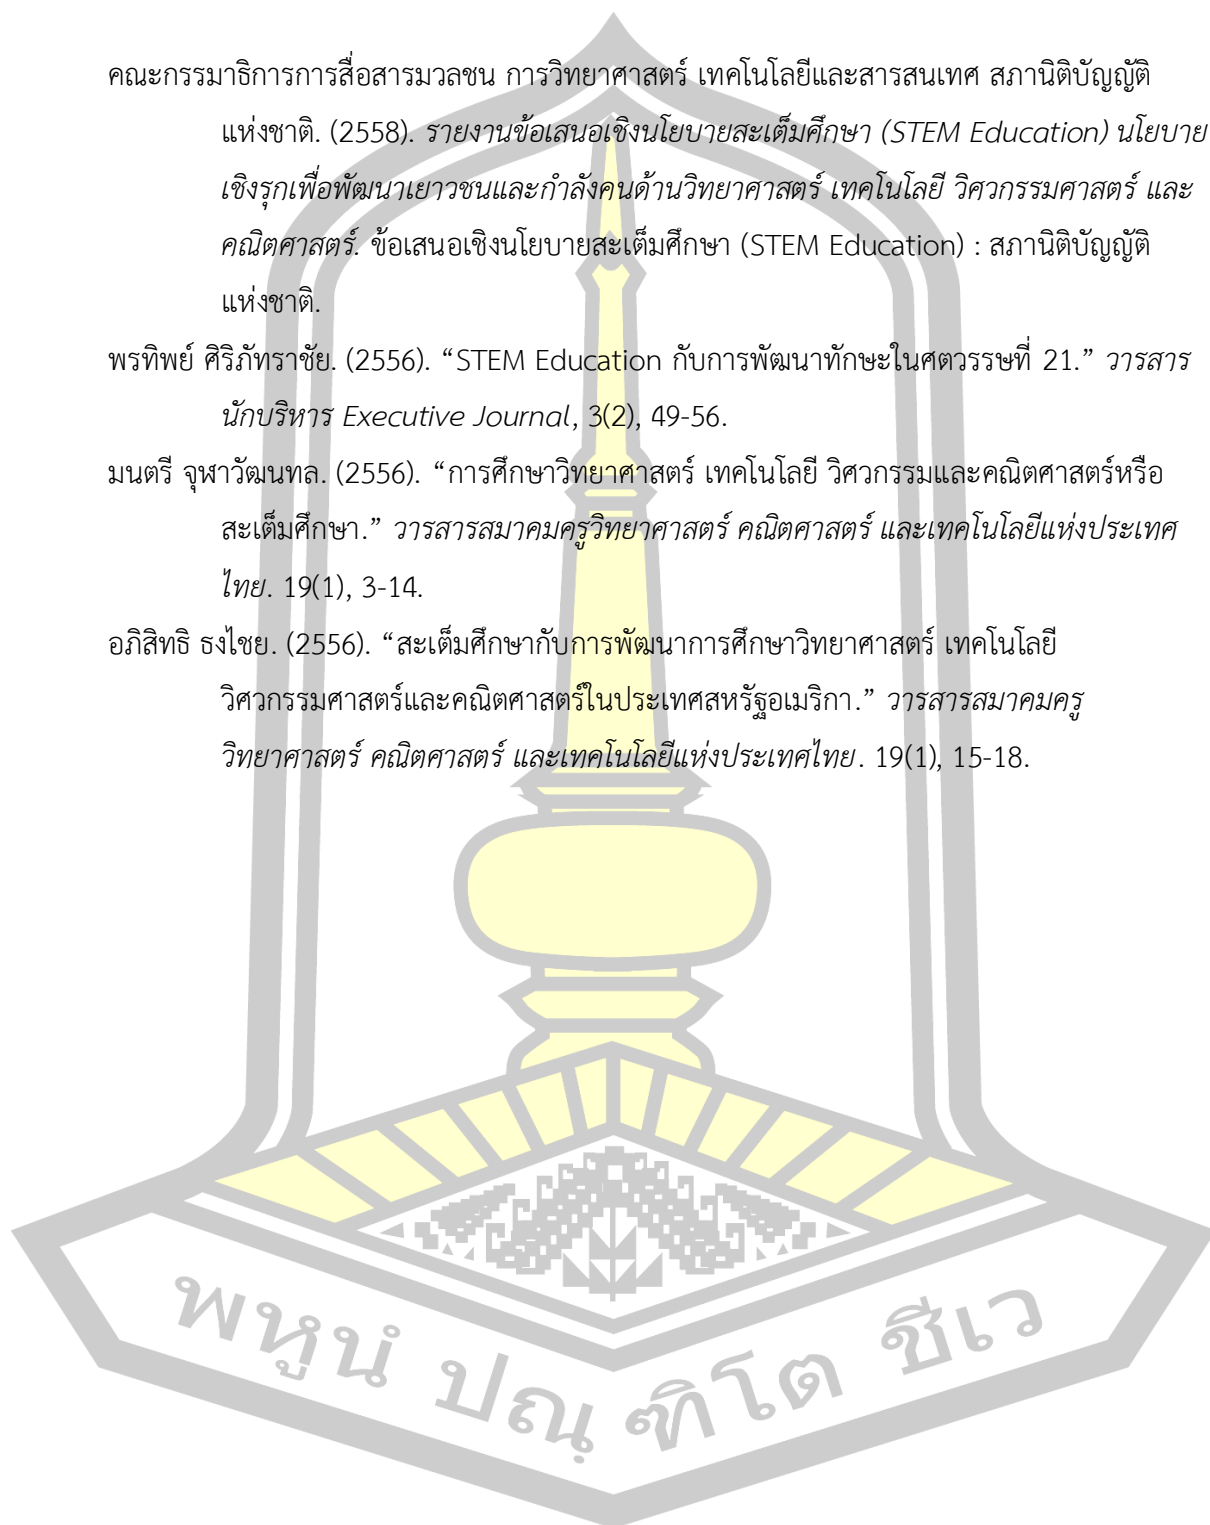 คณะกรรมาธิการการสื่อสารมวลชน การวิทยาศาสตร์ เทคโนโลยีและสารสนเทศ สภานิติบัญญัติ
แห่งชาติ. (2558). รายงานข้อเสนอเชิงนโยบายสะเต็มศึกษา (STEM Education) นโยบาย
เชิงรุกเพื่อพัฒนาเยาวชนและกำลังคนด้านวิทยาศาสตร์ เทคโนโลยี วิศวกรรมศาสตร์ และ
คณิตศาสตร์. ข้อเสนอเชิงนโยบายสะเต็มศึกษา (STEM Education) : สภานิติบัญญัติ
แห่งชาติ.
พรทิพย์ ศิริภัทราชัย. (2556). “STEM Education กับการพัฒนาทักษะในศตวรรษที่ 21.” วารสาร
นักบริหาร Executive Journal, 3(2), 49-56.
มนตรี จุฬาวัฒนทล. (2556). “การศึกษาวิทยาศาสตร์ เทคโนโลยี วิศวกรรมและคณิตศาสตร์หรือ
สะเต็มศึกษา.” วารสารสมาคมครูวิทยาศาสตร์ คณิตศาสตร์ และเทคโนโลยีแห่งประเทศ
ไทย. 19(1), 3-14.
อภิสิทธิ ธงไชย. (2556). “สะเต็มศึกษากับการพัฒนาการศึกษาวิทยาศาสตร์ เทคโนโลยี
วิศวกรรมศาสตร์และคณิตศาสตร์ในประเทศสหรัฐอเมริกา.” วารสารสมาคมครู
วิทยาศาสตร์ คณิตศาสตร์ และเทคโนโลยีแห่งประเทศไทย. 19(1), 15-18.
พหูนํ ปณฺ ฑิโต ชีเว